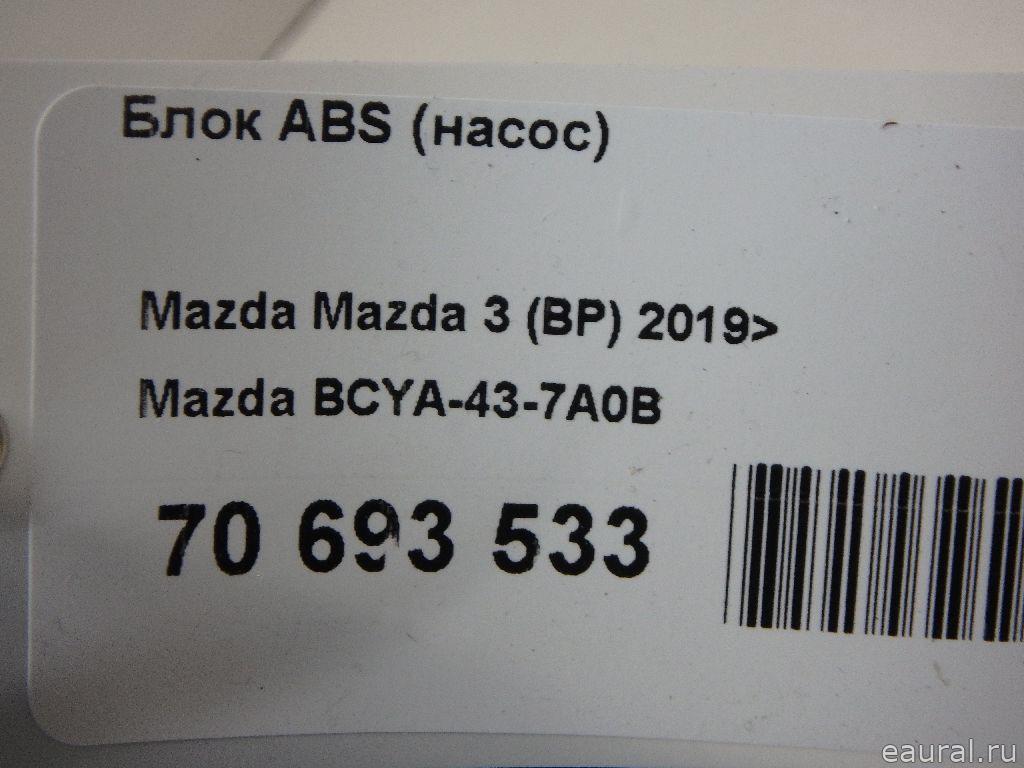 Блок ABS (насос)
Mazda Mazda 3 (BP) 2019>
Mazda BCYA-43-7A0B
70 693 533
eaural.ru